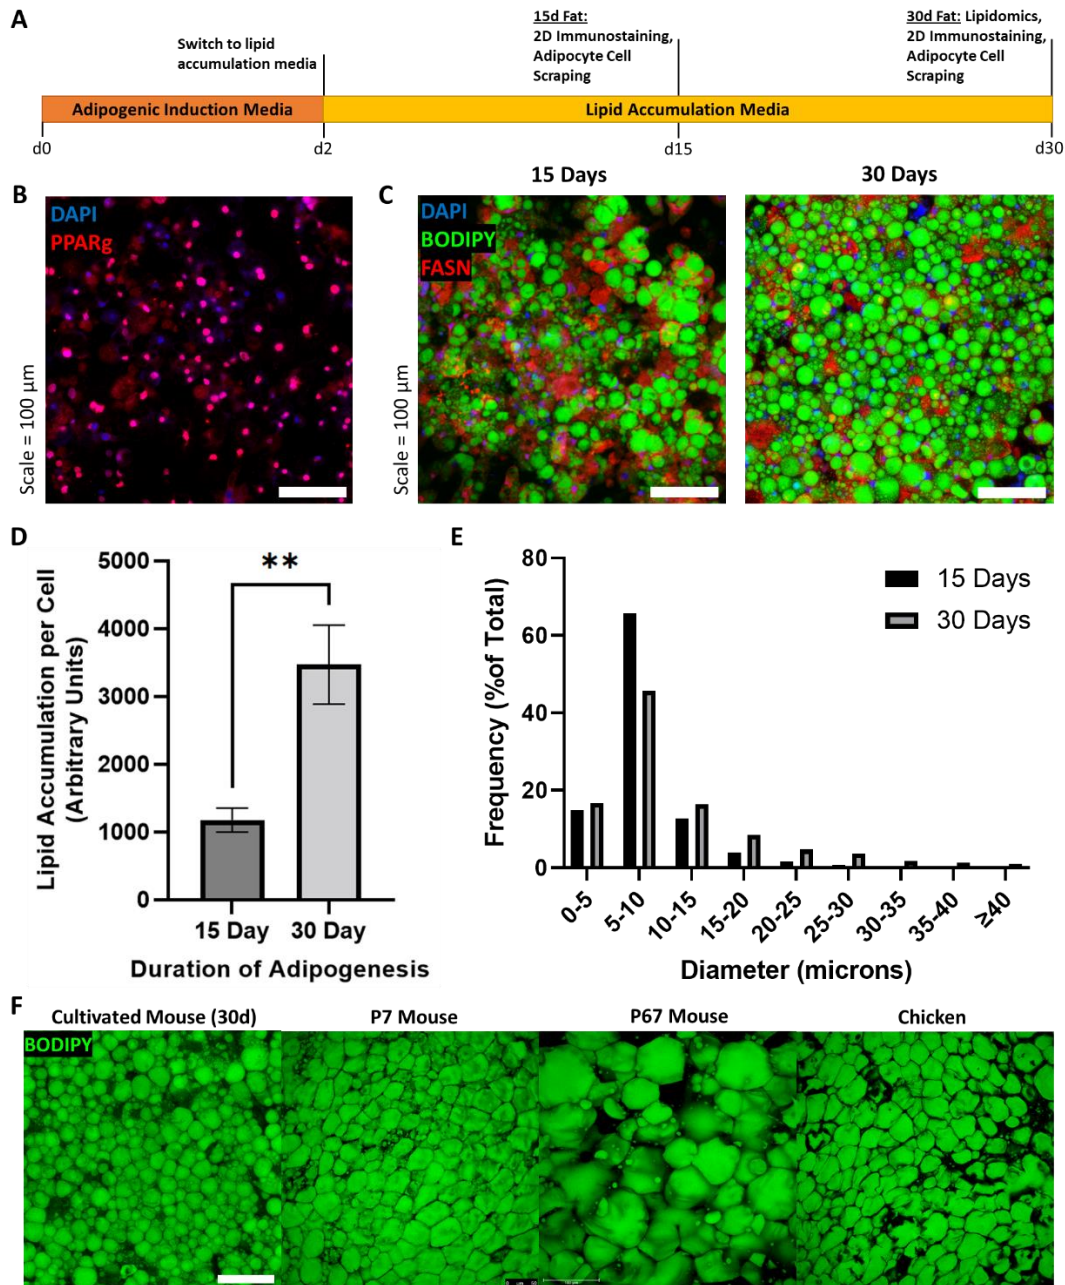 A
Switch to lipid
accumulation media
15d Fat:
2D Immunostaining,
Adipocyte Cell
Scraping
30d Fat: Lipidomics,
2D Immunostaining,
Adipocyte Cell
Scraping
Adipogenic Induction Media
Lipid Accumulation Media
d0
d2
d15
d30
B
DAPI
PPARg
Scale = 100 µm
C
15 Days
30 Days
DAPI
BODIPY
FASN
Scale = 100 µm
D
5000
4000
3000
2000
1000
0
Lipid Accumulation per Cell
(Arbitrary Units)
**
15 Day
30 Day
Duration of Adipogenesis
E
80
60
40
20
0
Frequency (%of Total)
15 Days
30 Days
0-5
5-10
10-15
15-20
20-25
25-30
30-35
35-40
≥40
Diameter (microns)
F
Cultivated Mouse (30d)
P7 Mouse
P67 Mouse
Chicken
BODIPY